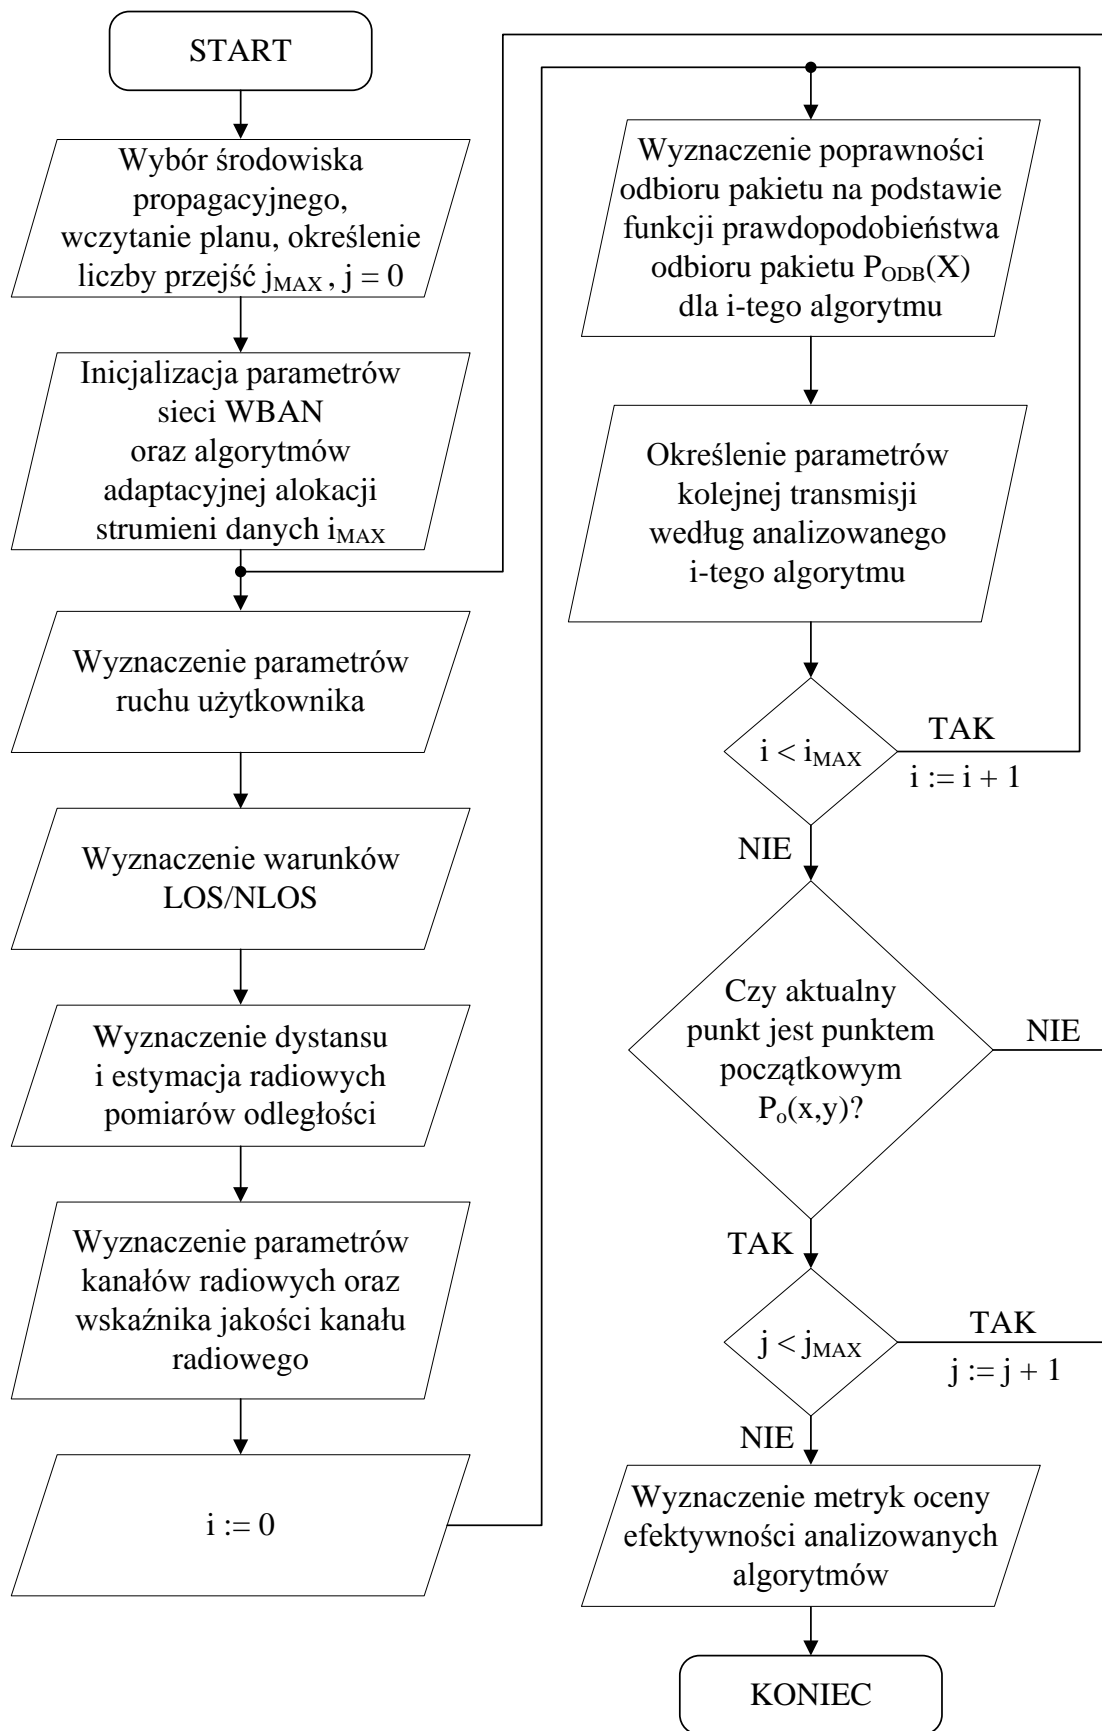 START
Wybór środowiska
propagacyjnego,
wczytanie planu, określenie
liczby przejść jMAX , j = 0
Inicjalizacja parametrów
sieci WBAN
oraz algorytmów
adaptacyjnej alokacji
strumieni danych iMAX
Wyznaczenie parametrów
ruchu użytkownika
Wyznaczenie warunków
LOS/NLOS
Wyznaczenie dystansu
i estymacja radiowych
pomiarów odległości
Wyznaczenie parametrów
kanałów radiowych oraz
wskaźnika jakości kanału
radiowego
i := 0
Wyznaczenie poprawności
odbioru pakietu na podstawie
funkcji prawdopodobieństwa
odbioru pakietu PODB(X)
dla i-tego algorytmu
Określenie parametrów
kolejnej transmisji
według analizowanego
i-tego algorytmu
i < iMAX
TAK
i := i + 1
NIE
Czy aktualny
punkt jest punktem
początkowym
Po(x,y)?
NIE
TAK
j < jMAX
TAK
j := j + 1
NIE
Wyznaczenie metryk oceny
efektywności analizowanych
algorytmów
KONIEC